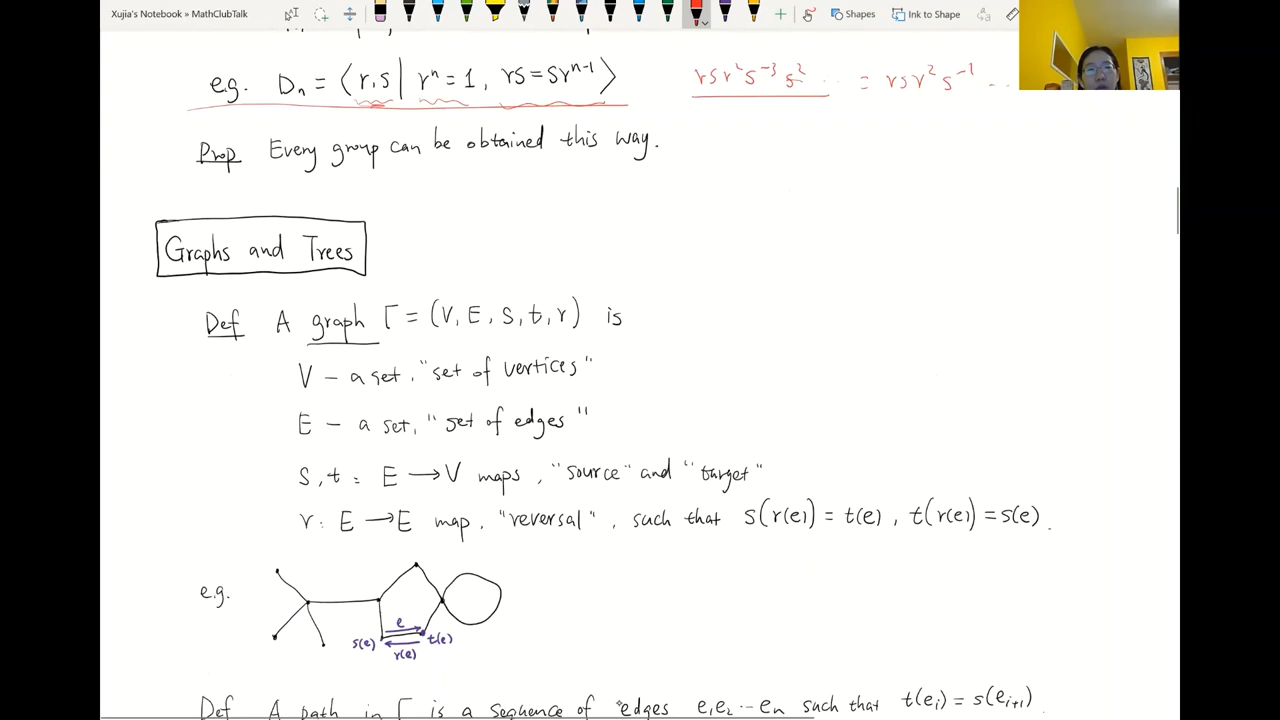 Xujia's Notebook » MathClubTalk
Shapes
Ink to Shape
e.g. Dn = ⟨r,s | rⁿ=1, rs=srⁿ⁻¹⟩ rsr²s⁻³s² ... = rsr²s⁻¹ ...
Prop Every group can be obtained this way.
Graphs and Trees
Def A graph Γ = (V, E, s, t, r) is
V – a set, "set of vertices"
E – a set, "set of edges"
s, t : E → V maps, "source" and "target"
r : E → E map, "reversal", such that s(r(e)) = t(e), t(r(e)) = s(e).
e.g.
e
s(e) t(e)
r(e)
Def A path in Γ is a sequence of edges e₁e₂...eₙ such that t(eᵢ) = s(eᵢ₊₁)